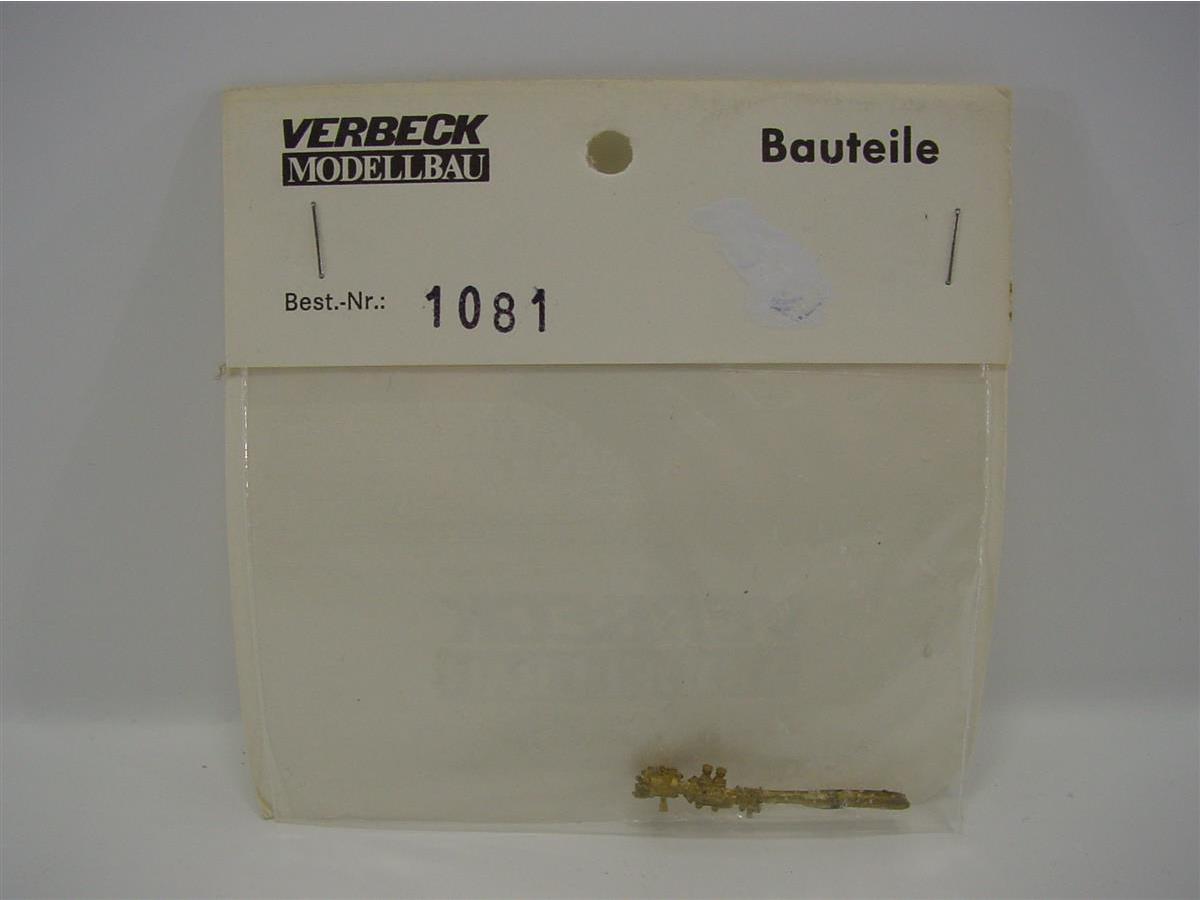 VERBECK
MODELLBAU
Bauteile
Best.-Nr.: 1081